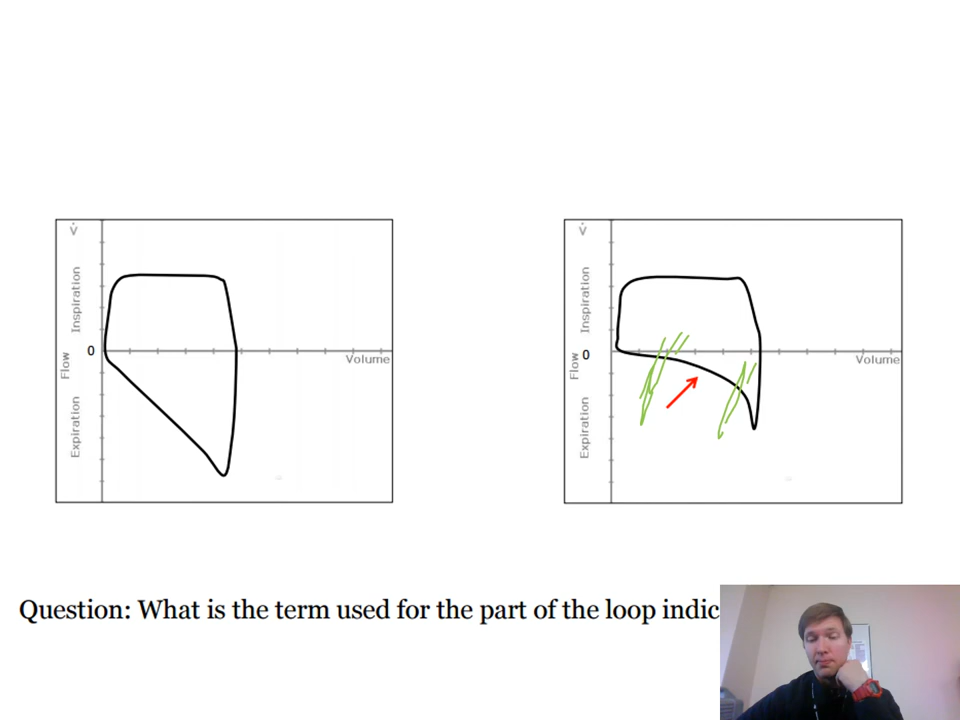 V̇
Inspiration
0
Flow
Volume
Expiration
V̇
Inspiration
0
Flow
Volume
Expiration
Question: What is the term used for the part of the loop indic